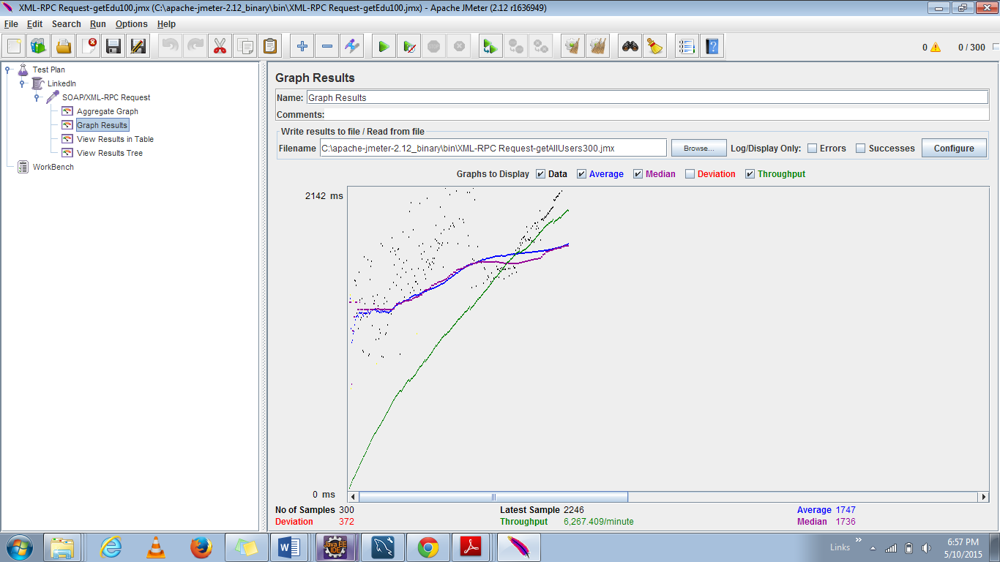 XML-RPC Request-getEdu100.jmx (C:\apache-jmeter-2.12_binary\bin\XML-RPC Request-getEdu100.jmx) - Apache JMeter (2.12 r1636949)
File Edit Search Run Options Help
0 0 / 300
Test Plan
LinkedIn
SOAP/XML-RPC Request
Aggregate Graph
Graph Results
View Results in Table
View Results Tree
WorkBench
Graph Results
Name: Graph Results
Comments:
Write results to file / Read from file
Filename C:\apache-jmeter-2.12_binary\bin\XML-RPC Request-getAllUsers300.jmx Browse... Log/Display Only: Errors Successes Configure
Graphs to Display Data Average Median Deviation Throughput
2142 ms
0 ms
No of Samples 300 Latest Sample 2246 Average 1747
Deviation 372 Throughput 6,267.409/minute Median 1736
Java EE
IDE
Links
6:57 PM
5/10/2015